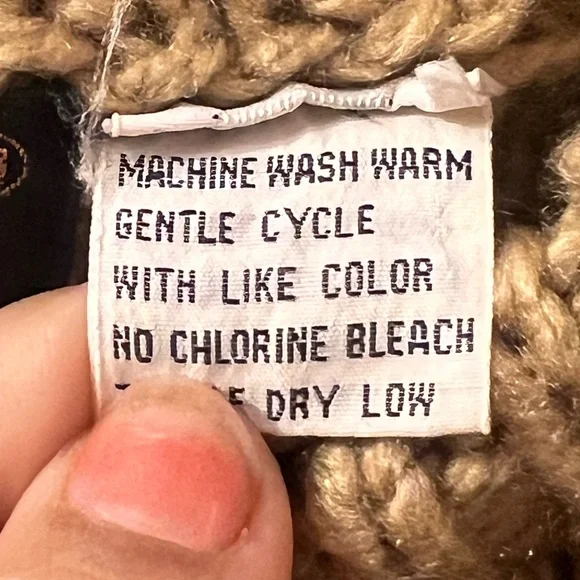 MACHINE WASH WARM
GENTLE CYCLE
WITH LIKE COLOR
NO CHLORINE BLEACH
DRY LOW